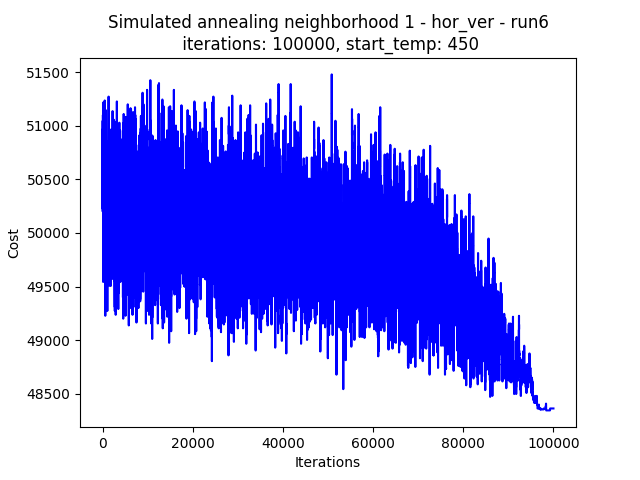 Simulated annealing neighborhood 1 - hor_ver - run6
iterations: 100000, start_temp: 450
51500
51000
50500
50000
49500
49000
48500
Cost
0 20000 40000 60000 80000 100000
Iterations